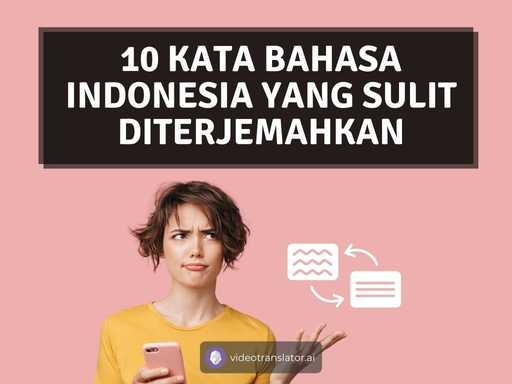 10 KATA BAHASA
INDONESIA YANG SULIT
DITERJEMAHKAN
videotranslator.ai